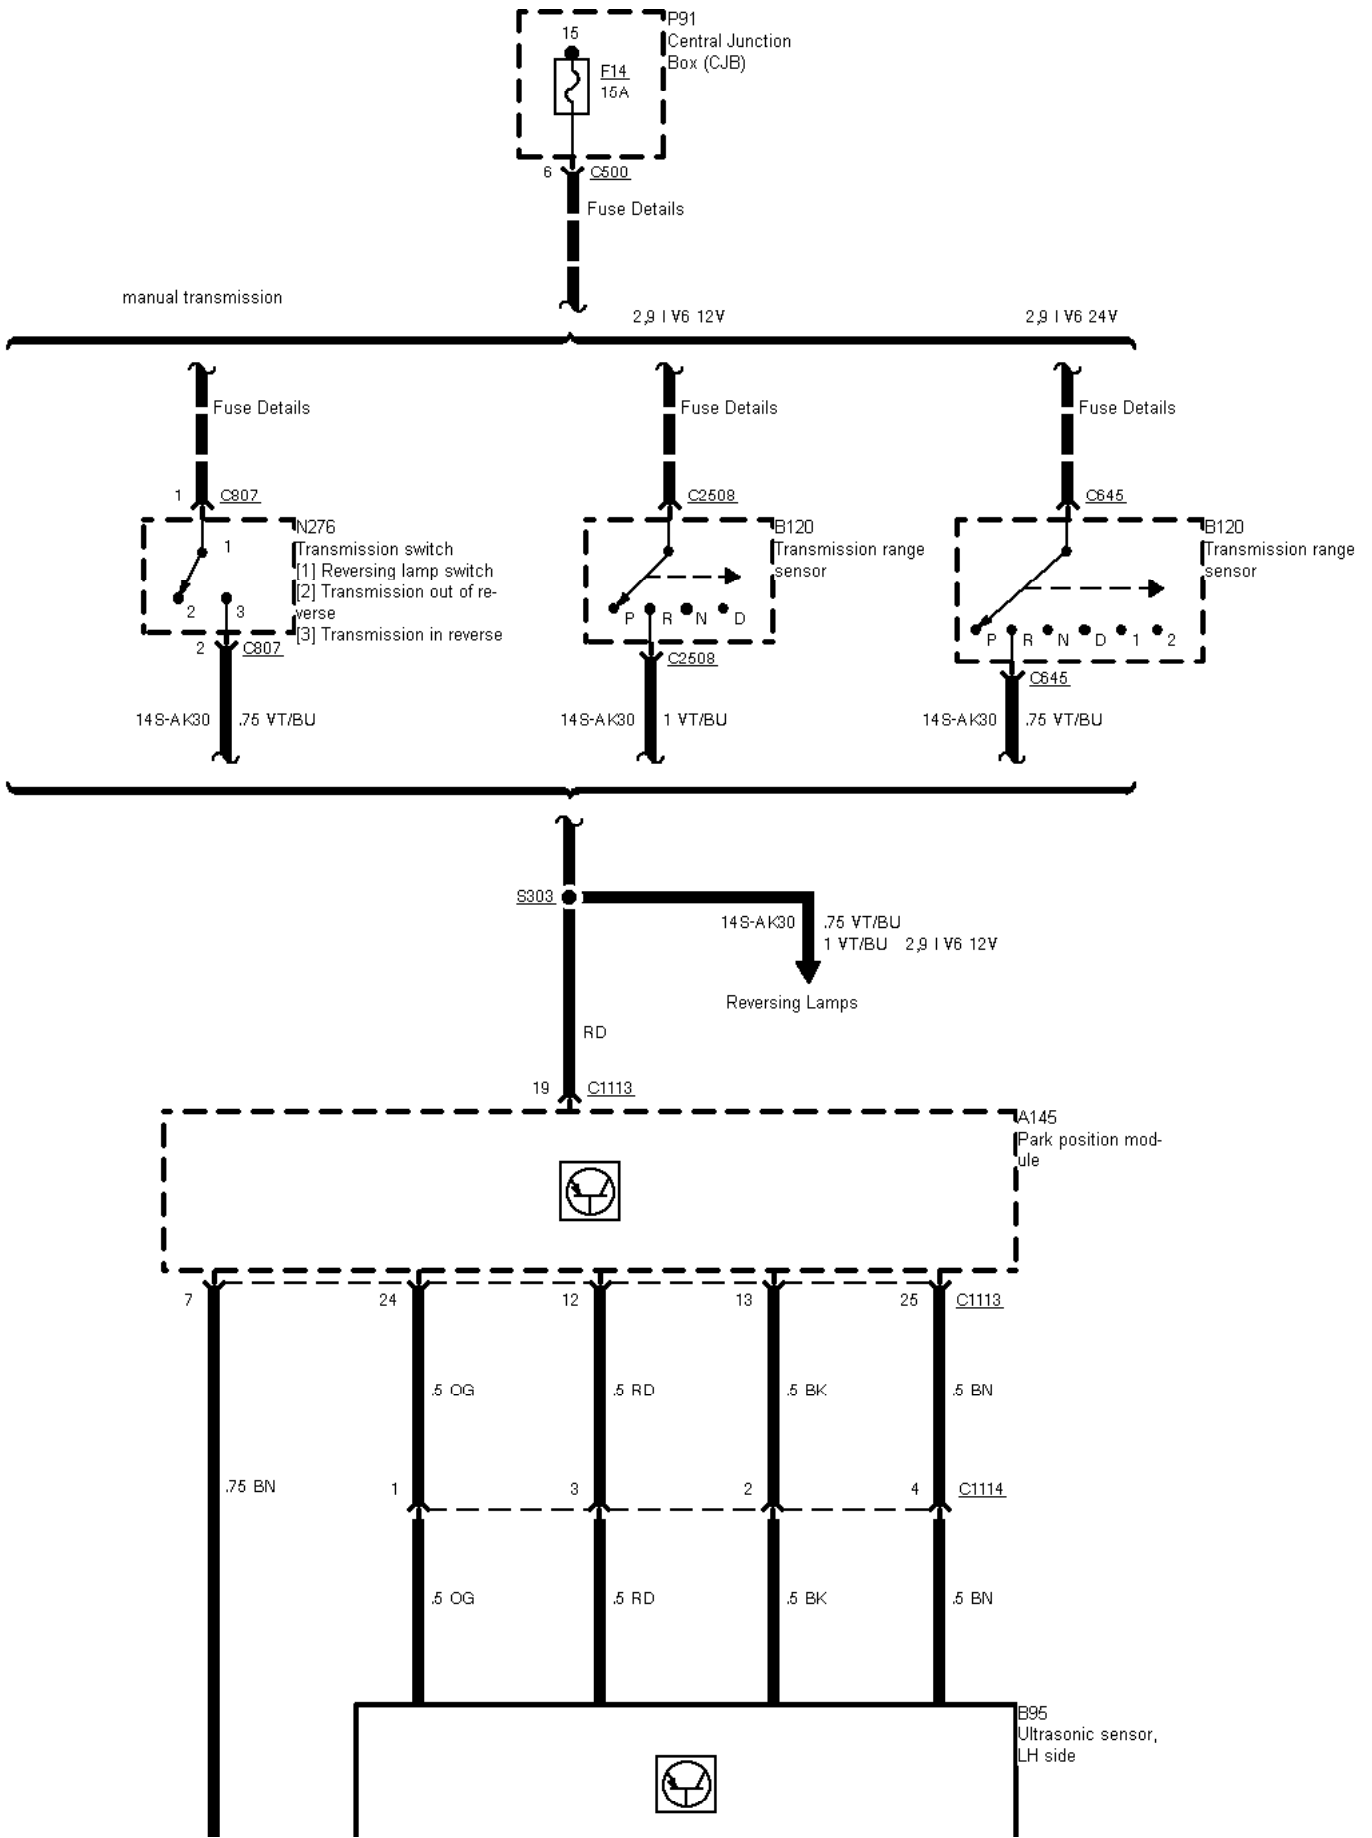 P91
Central Junction
Box (CJB)
15
F14
15A
6 C500
Fuse Details
manual transmission
2,9 l V6 12V
2,9 l V6 24V
Fuse Details
Fuse Details
Fuse Details
1 C807
C2508
C645
N276
Transmission switch
[1] Reversing lamp switch
[2] Transmission out of re-
verse
[3] Transmission in reverse
1
2
3
B120
Transmission range
sensor
P R N D
B120
Transmission range
sensor
P R N D 1 2
2 C807
C2508
C645
14S-AK30 .75 VT/BU
14S-AK30 1 VT/BU
14S-AK30 .75 VT/BU
S303
14S-AK30 .75 VT/BU
1 VT/BU 2,9 l V6 12V
Reversing Lamps
RD
19 C1113
A145
Park position mod-
ule
7 24 12 13 25 C1113
.5 OG .5 RD .5 BK .5 BN
.75 BN
1 3 2 4 C1114
.5 OG .5 RD .5 BK .5 BN
B95
Ultrasonic sensor,
LH side